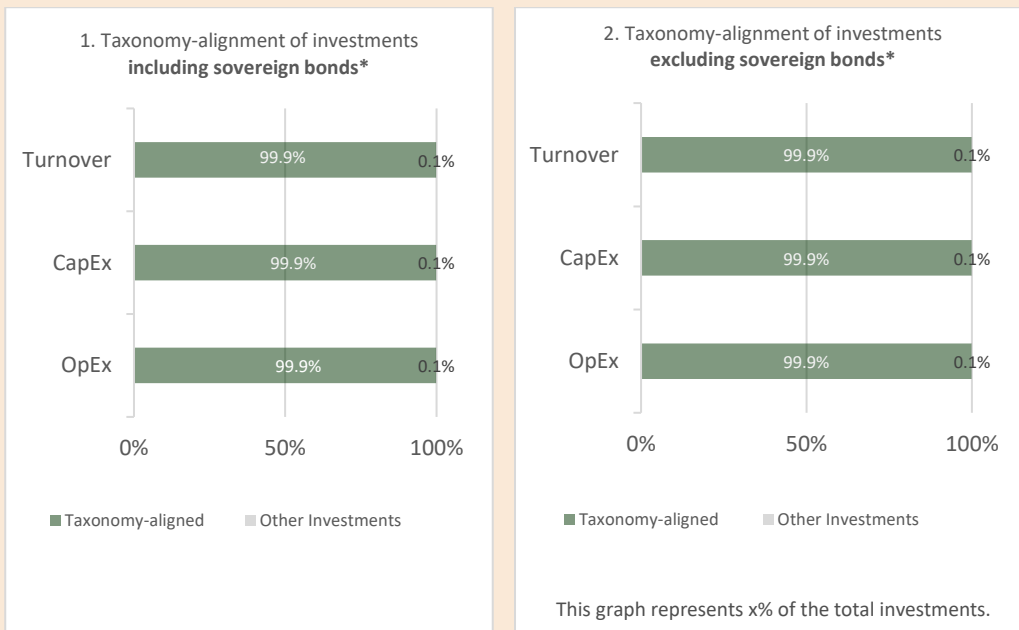 1. Taxonomy-alignment of investments
including sovereign bonds*
Turnover
99.9%
0.1%
CapEx
99.9%
0.1%
OpEx
99.9%
0.1%
0%
50%
100%
Taxonomy-aligned
Other Investments
2. Taxonomy-alignment of investments
excluding sovereign bonds*
Turnover
99.9%
0.1%
CapEx
99.9%
0.1%
OpEx
99.9%
0.1%
0%
50%
100%
Taxonomy-aligned
Other Investments
This graph represents x% of the total investments.